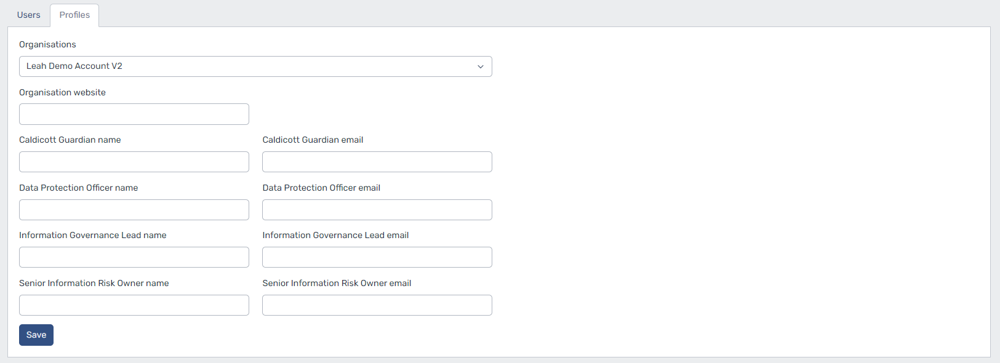 Users Profiles
Organisations
Leah Demo Account V2
Organisation website
Caldicott Guardian name Caldicott Guardian email
Data Protection Officer name Data Protection Officer email
Information Governance Lead name Information Governance Lead email
Senior Information Risk Owner name Senior Information Risk Owner email
Save